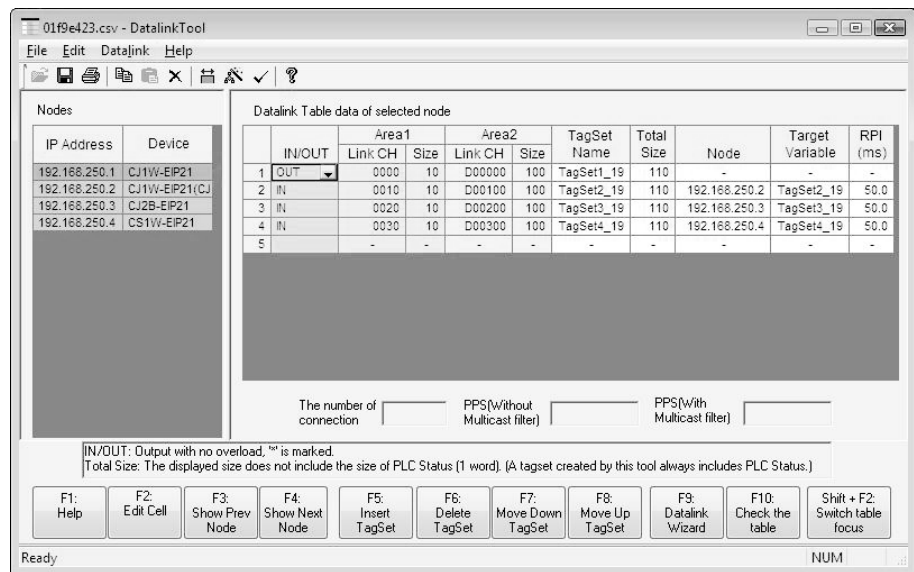 01f9e423.csv - DatalinkTool
File Edit Datalink Help
Nodes
IP Address Device
192.168.250.1 CJ1W-EIP21
192.168.250.2 CJ1W-EIP21(CJ
192.168.250.3 CJ2B-EIP21
192.168.250.4 CS1W-EIP21
Datalink Table data of selected node
Area1 Area2 TagSet Total Target RPI
IN/OUT Link CH Size Link CH Size Name Size Node Variable (ms)
1 OUT 0000 10 D00000 100 TagSet1_19 110 - - -
2 IN 0010 10 D00100 100 TagSet2_19 110 192.168.250.2 TagSet2_19 50.0
3 IN 0020 10 D00200 100 TagSet3_19 110 192.168.250.3 TagSet3_19 50.0
4 IN 0030 10 D00300 100 TagSet4_19 110 192.168.250.4 TagSet4_19 50.0
5 - - - - - - - - -
The number of connection
PPS(Without Multicast filter)
PPS(With Multicast filter)
IN/OUT: Output with no overload, '*' is marked.
Total Size: The displayed size does not include the size of PLC Status (1 word). (A tagset created by this tool always includes PLC Status.)
F1: Help
F2: Edit Cell
F3: Show Prev Node
F4: Show Next Node
F5: Insert TagSet
F6: Delete TagSet
F7: Move Down TagSet
F8: Move Up TagSet
F9: Datalink Wizard
F10: Check the table
Shift + F2: Switch table focus
Ready NUM